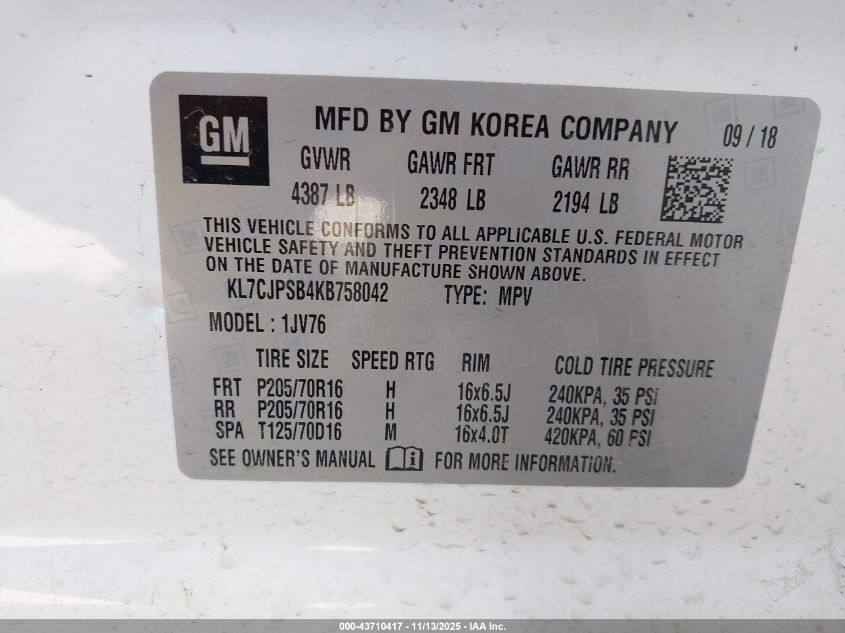 GM
MFD BY GM KOREA COMPANY 09 / 18
GVWR GAWR FRT GAWR RR
4387 LB 2348 LB 2194 LB
THIS VEHICLE CONFORMS TO ALL APPLICABLE U.S. FEDERAL MOTOR
VEHICLE SAFETY AND THEFT PREVENTION STANDARDS IN EFFECT
ON THE DATE OF MANUFACTURE SHOWN ABOVE.
KL7CJPSB4KB758042 TYPE: MPV
MODEL : 1JV76
TIRE SIZE SPEED RTG RIM COLD TIRE PRESSURE
FRT P205/70R16 H 16x6.5J 240KPA, 35 PSI
RR P205/70R16 H 16x6.5J 240KPA, 35 PSI
SPA T125/70D16 M 16x4.0T 420KPA, 60 PSI
SEE OWNER'S MANUAL FOR MORE INFORMATION.
000-43710417 - 11/13/2025 - IAA Inc.